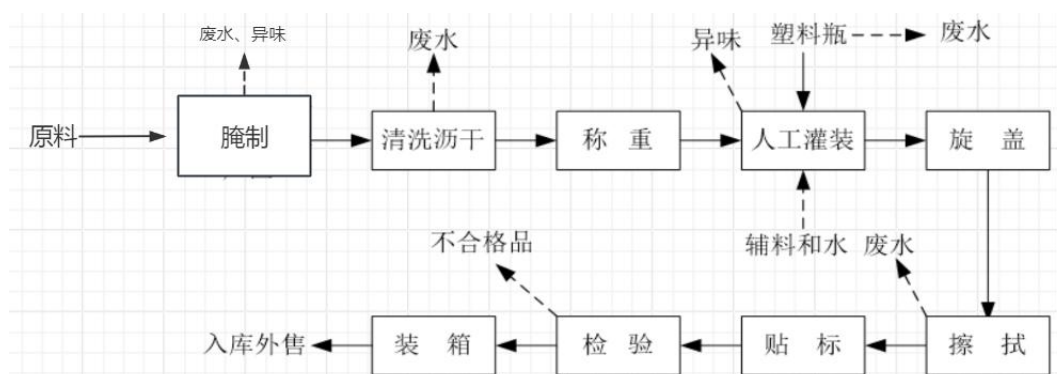 废水、异味
废水
异味
塑料瓶
废水
原料
腌制
清洗沥干
称 重
人工灌装
旋 盖
不合格品
辅料和水
废水
入库外售
装 箱
检 验
贴 标
擦 拭